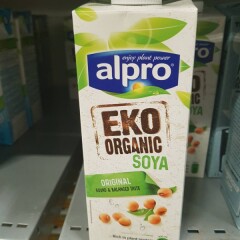 enjoy plant power
alpro
EKO
ORGANIC
SOYA
ORIGINAL